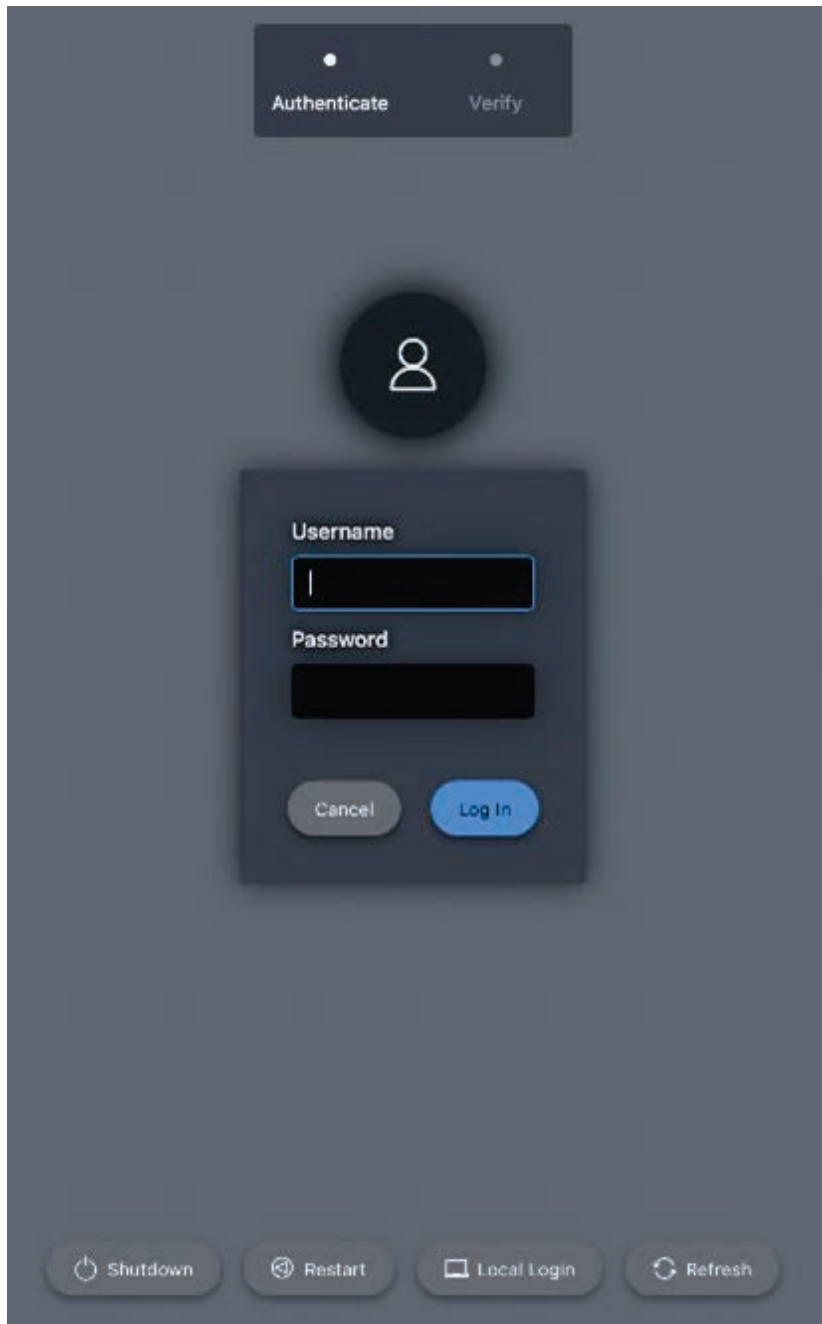 Authenticate Verify
Username
Password
Cancel Log In
Shutdown Restart Local Login Refresh